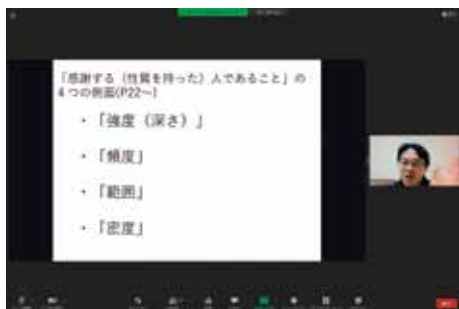 「感謝する（性質を持った）人であること」の
４つの側面(P22〜)
・「強度（深さ）」
・「頻度」
・「範囲」
・「密度」